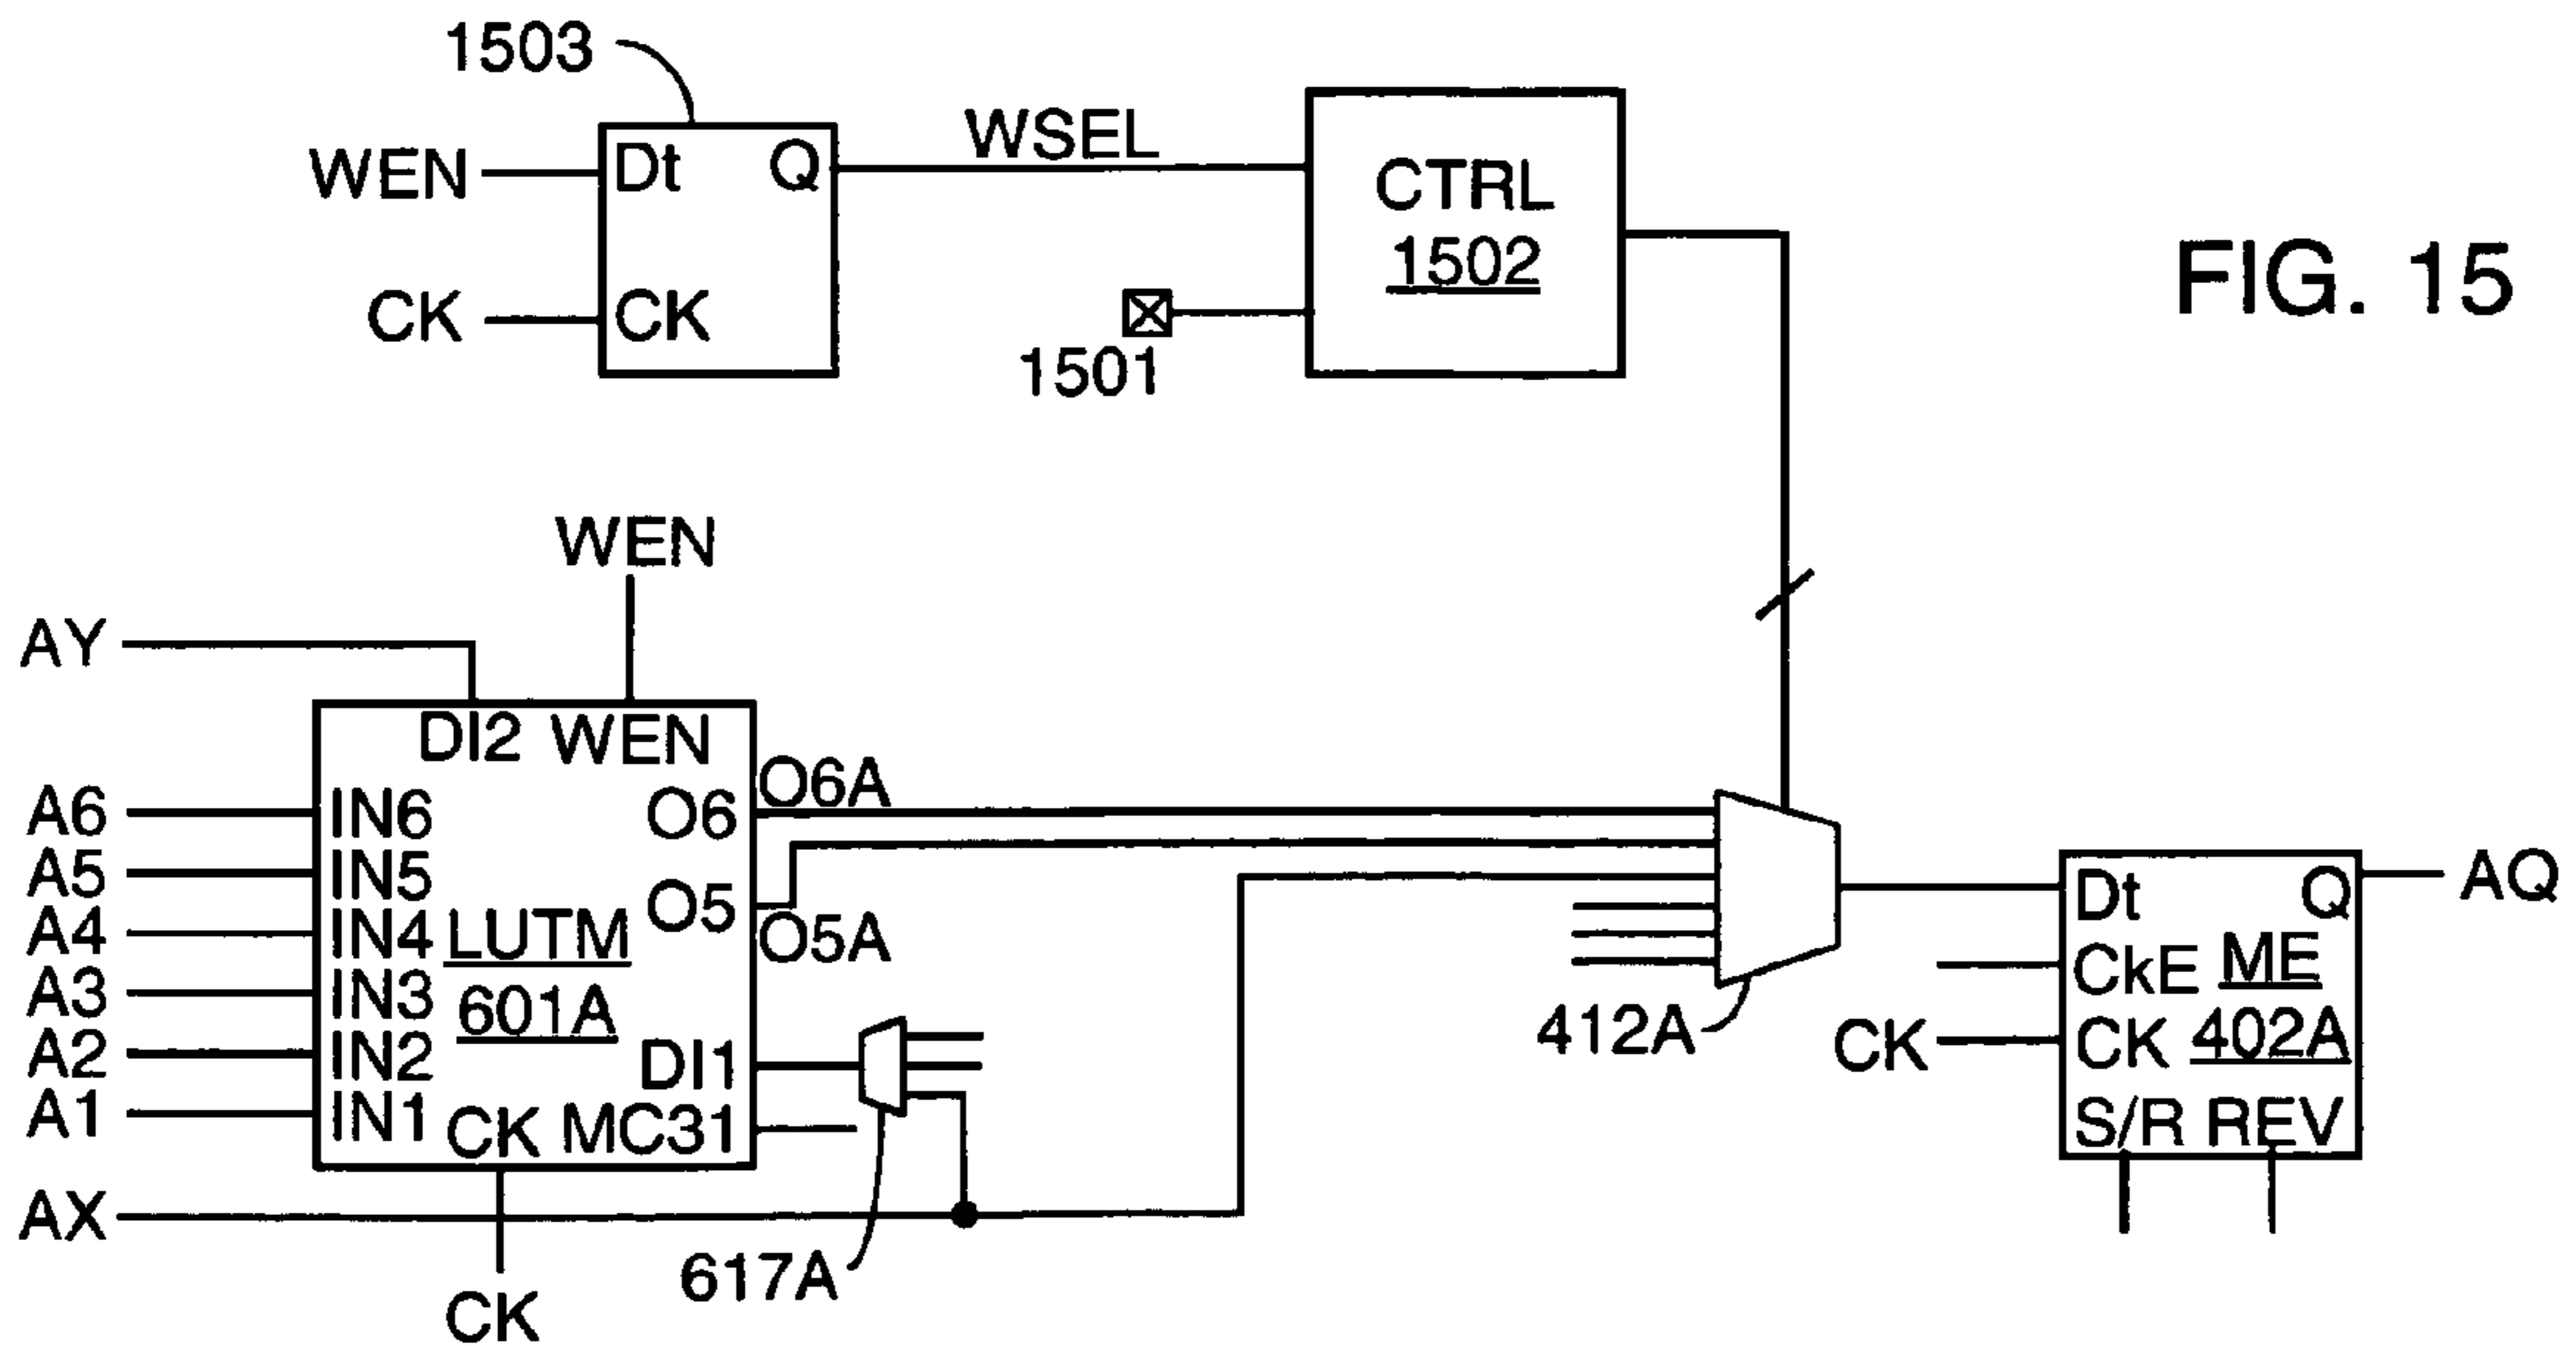 1503
WEN
Dt
Q
WSEL
CK
CK
CTRL
1502
1501
FIG. 15
WEN
AY
DI2 WEN
A6 IN6 O6 O6A
A5 IN5 O5 O5A
A4 IN4 LUTM
A3 IN3 601A
A2 IN2 DI1
A1 IN1 CK MC31
AX
CK
617A
412A
Dt Q AQ
CkE ME
CK CK 402A
S/R REV